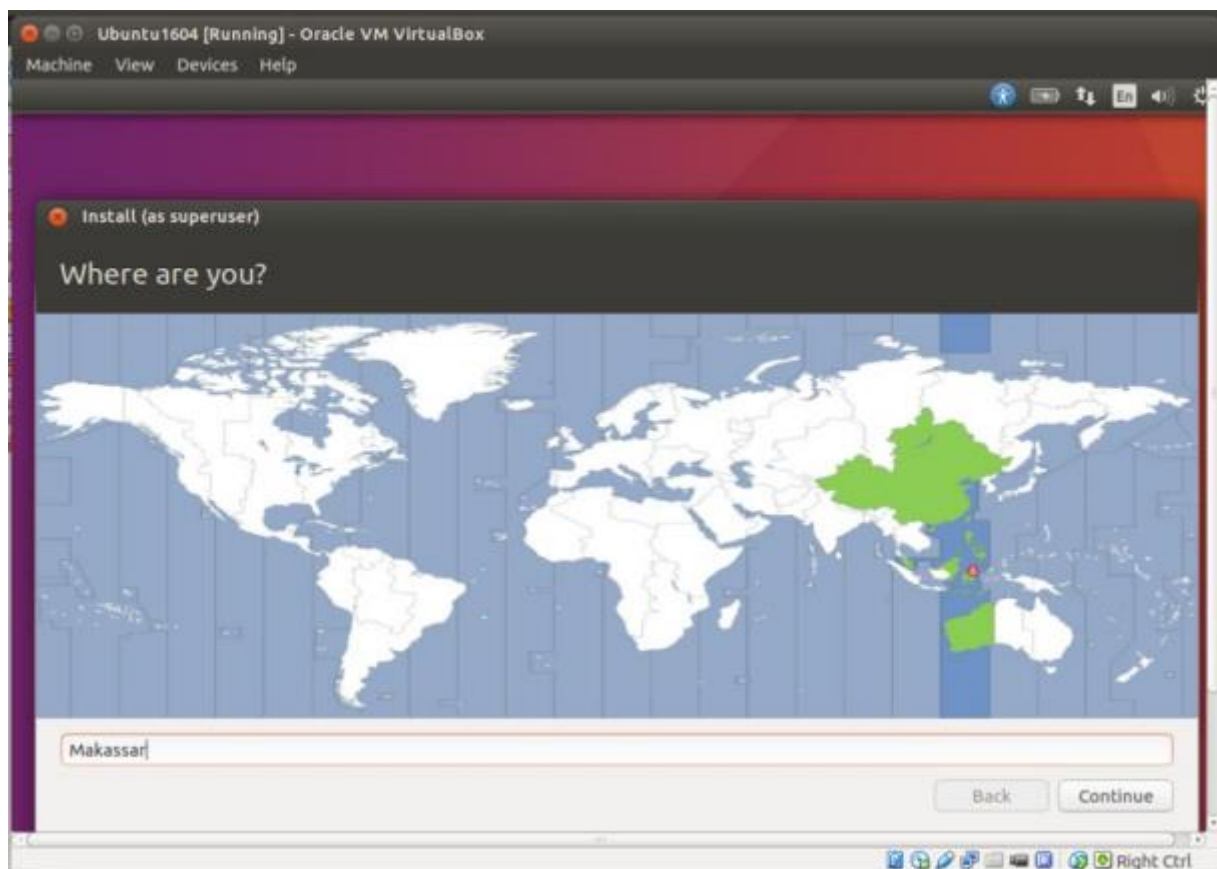 Ubuntu1604 [Running] - Oracle VM VirtualBox
Machine View Devices Help
En
Install (as superuser)
Where are you?
Makassar
Back Continue
Right Ctrl